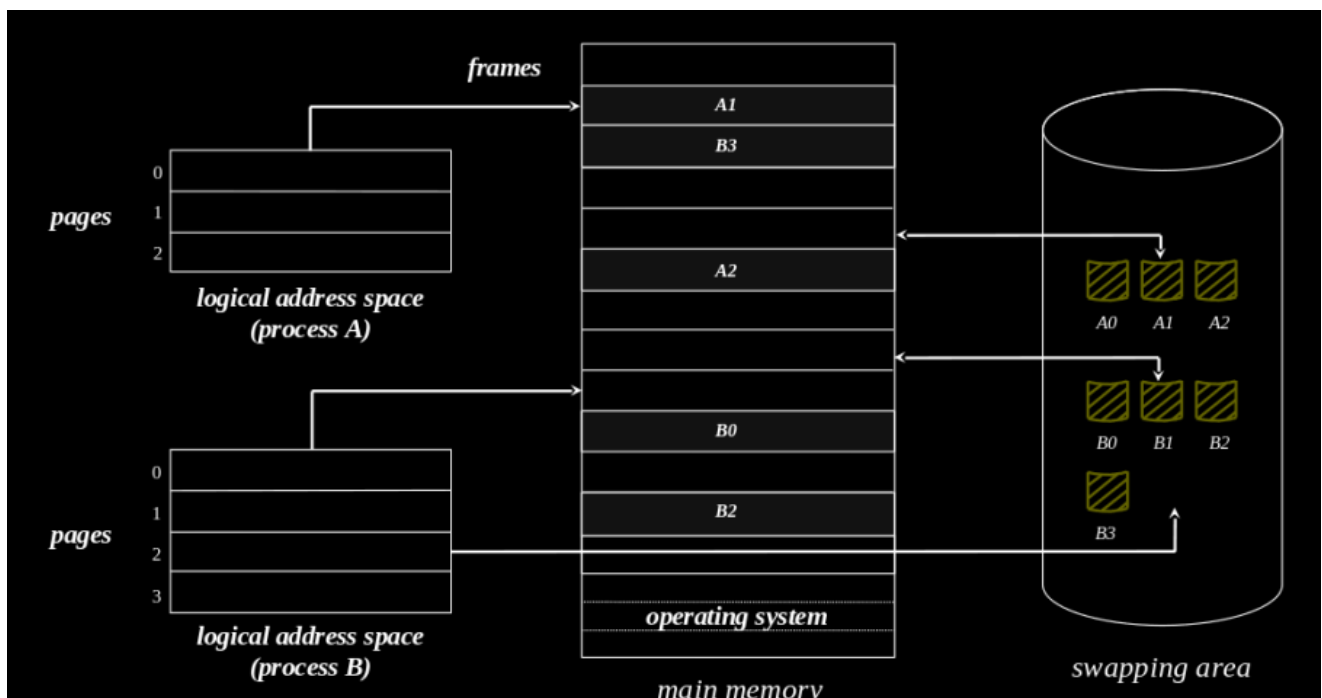 frames
A1
B3
0
1
2
pages
logical address space
(process A)
A2
A0 A1 A2
B0
B0 B1 B2
0
1
2
3
pages
B2
B3
logical address space
(process B)
operating system
main memory
swapping area